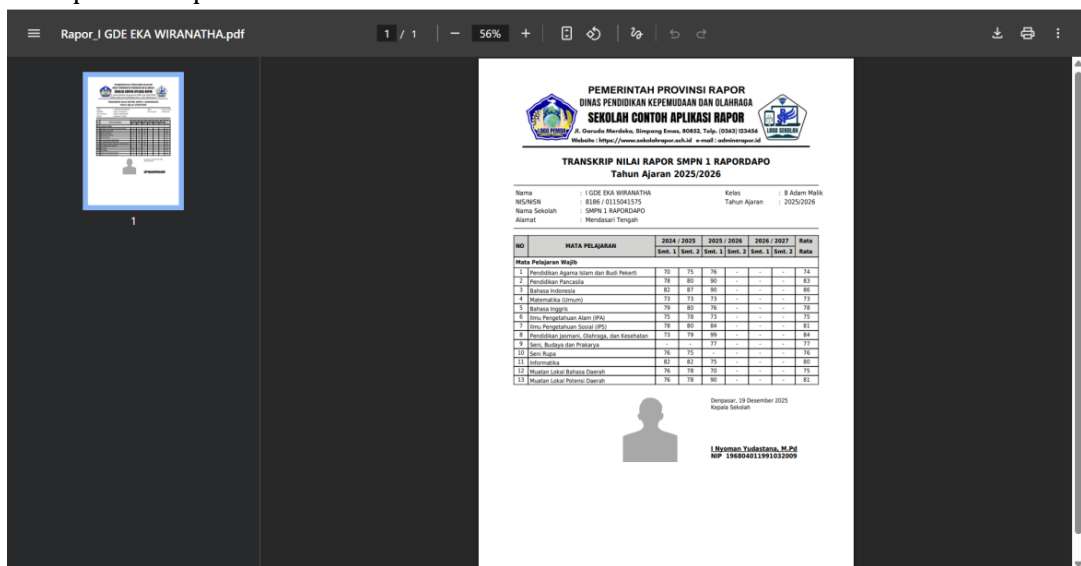 Rapor_I GDE EKA WIRANATHA.pdf
1 / 1
56%
1
PEMERINTAH PROVINSI RAPOR
DINAS PENDIDIKAN KEPEMUDAAN DAN OLAHRAGA
SEKOLAH CONTOH APLIKASI RAPOR
Jl. Garuda Merdeka, Simpang Emas, 80852, Telp. (0363) 123456
Website : https://www.sekolahrapor.sch.id e-mail : adminerapor.id
LOGO PEMDA
LOGO SEKOLAH
TRANSKRIP NILAI RAPOR SMPN 1 RAPORDAPO
Tahun Ajaran 2025/2026
Nama : I GDE EKA WIRANATHA Kelas : 8 Adam Malik
NIS/NISN : 8186 / 0115041575 Tahun Ajaran : 2025/2026
Nama Sekolah : SMPN 1 RAPORDAPO
Alamat : Mendasari Tengah
NO MATA PELAJARAN 2024 / 2025 2025 / 2026 2026 / 2027 Rata
Smt. 1 Smt. 2 Smt. 1 Smt. 2 Smt. 1 Smt. 2 Rata
Mata Pelajaran Wajib
1 Pendidikan Agama Islam dan Budi Pekerti 70 75 76 - - - 74
2 Pendidikan Pancasila 78 80 90 - - - 83
3 Bahasa Indonesia 82 87 90 - - - 86
4 Matematika (Umum) 73 73 73 - - - 73
5 Bahasa Inggris 79 80 76 - - - 78
6 Ilmu Pengetahuan Alam (IPA) 75 78 73 - - - 75
7 Ilmu Pengetahuan Sosial (IPS) 78 80 84 - - - 81
8 Pendidikan Jasmani, Olahraga, dan Kesehatan 73 79 99 - - - 84
9 Seni, Budaya dan Prakarya - - 77 - - - 77
10 Seni Rupa 76 75 - - - - 76
11 Informatika 82 82 75 - - - 80
12 Muatan Lokal Bahasa Daerah 76 78 70 - - - 75
13 Muatan Lokal Potensi Daerah 76 78 90 - - - 81
Denpasar, 19 Desember 2025
Kepala Sekolah
I Nyoman Yudastana, M.Pd
NIP 196804011991032009